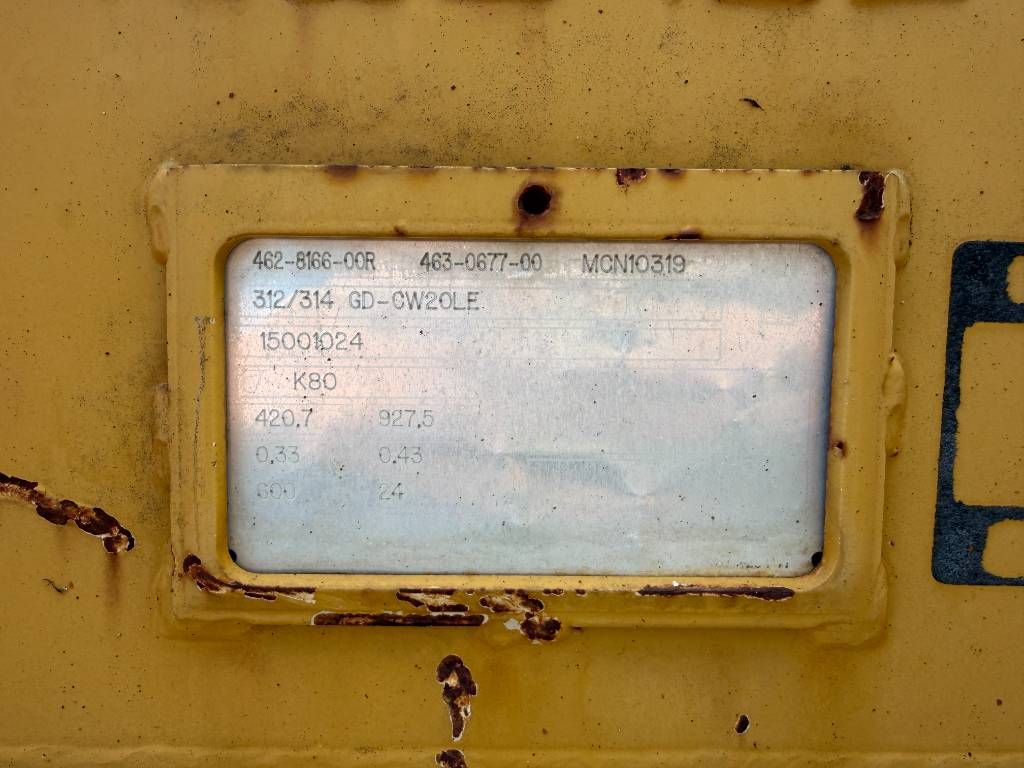 462-8166-00R 463-0677-00 MCN10319
312/314 GD-CW20LE
15001024
K80
420,7 927,5
0,33 0,43
600 24